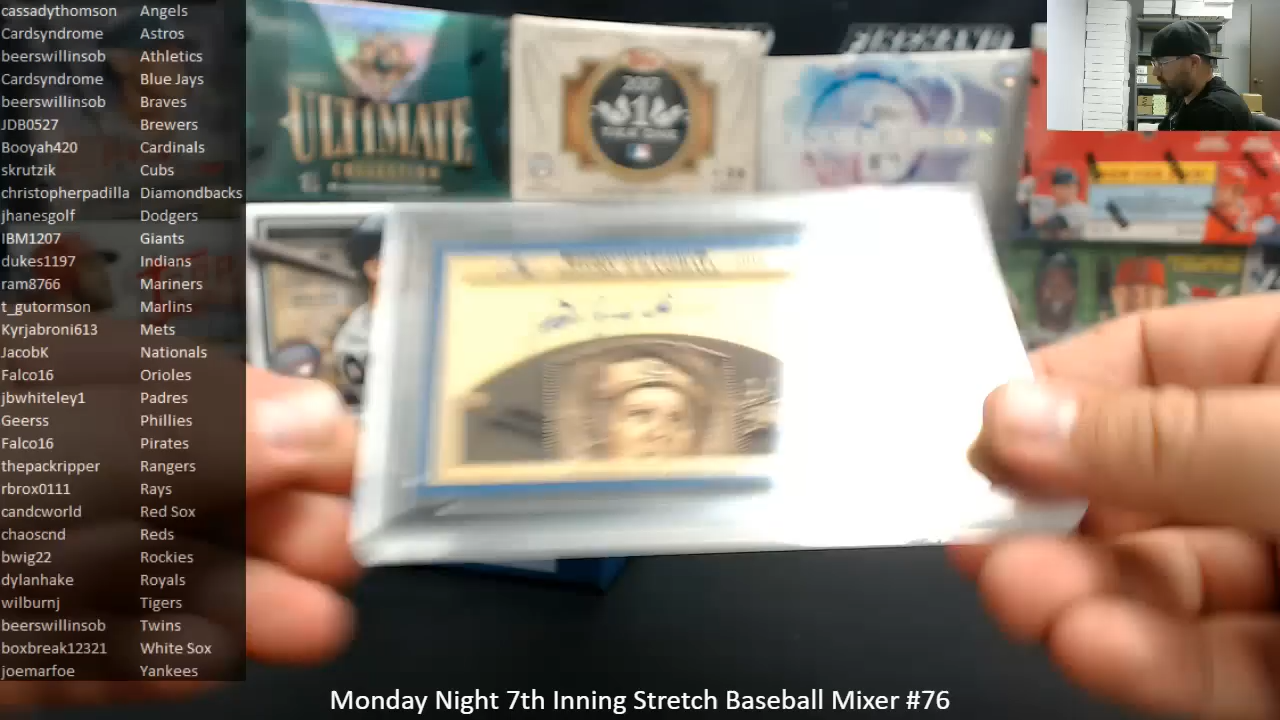 cassadythomson Angels
Cardsyndrome Astros
beerswillinsob Athletics
Cardsyndrome Blue Jays
beerswillinsob Braves
JDB0527 Brewers
Booyah420 Cardinals
skrutzik Cubs
christopherpadilla Diamondbacks
jhanesgolf Dodgers
IBM1207 Giants
dukes1197 Indians
ram8766 Mariners
t_gutormson Marlins
Kyrjabroni613 Mets
JacobK Nationals
Falco16 Orioles
jbwhiteley1 Padres
Geerss Phillies
Falco16 Pirates
thepackripper Rangers
rbrox0111 Rays
candcworld Red Sox
chaoscnd Reds
bwig22 Rockies
dylanhake Royals
wilburnj Tigers
beerswillinsob Twins
boxbreak12321 White Sox
joemarfoe Yankees
ULTIMATE
COLLECTION
2017
1
Monday Night 7th Inning Stretch Baseball Mixer #76